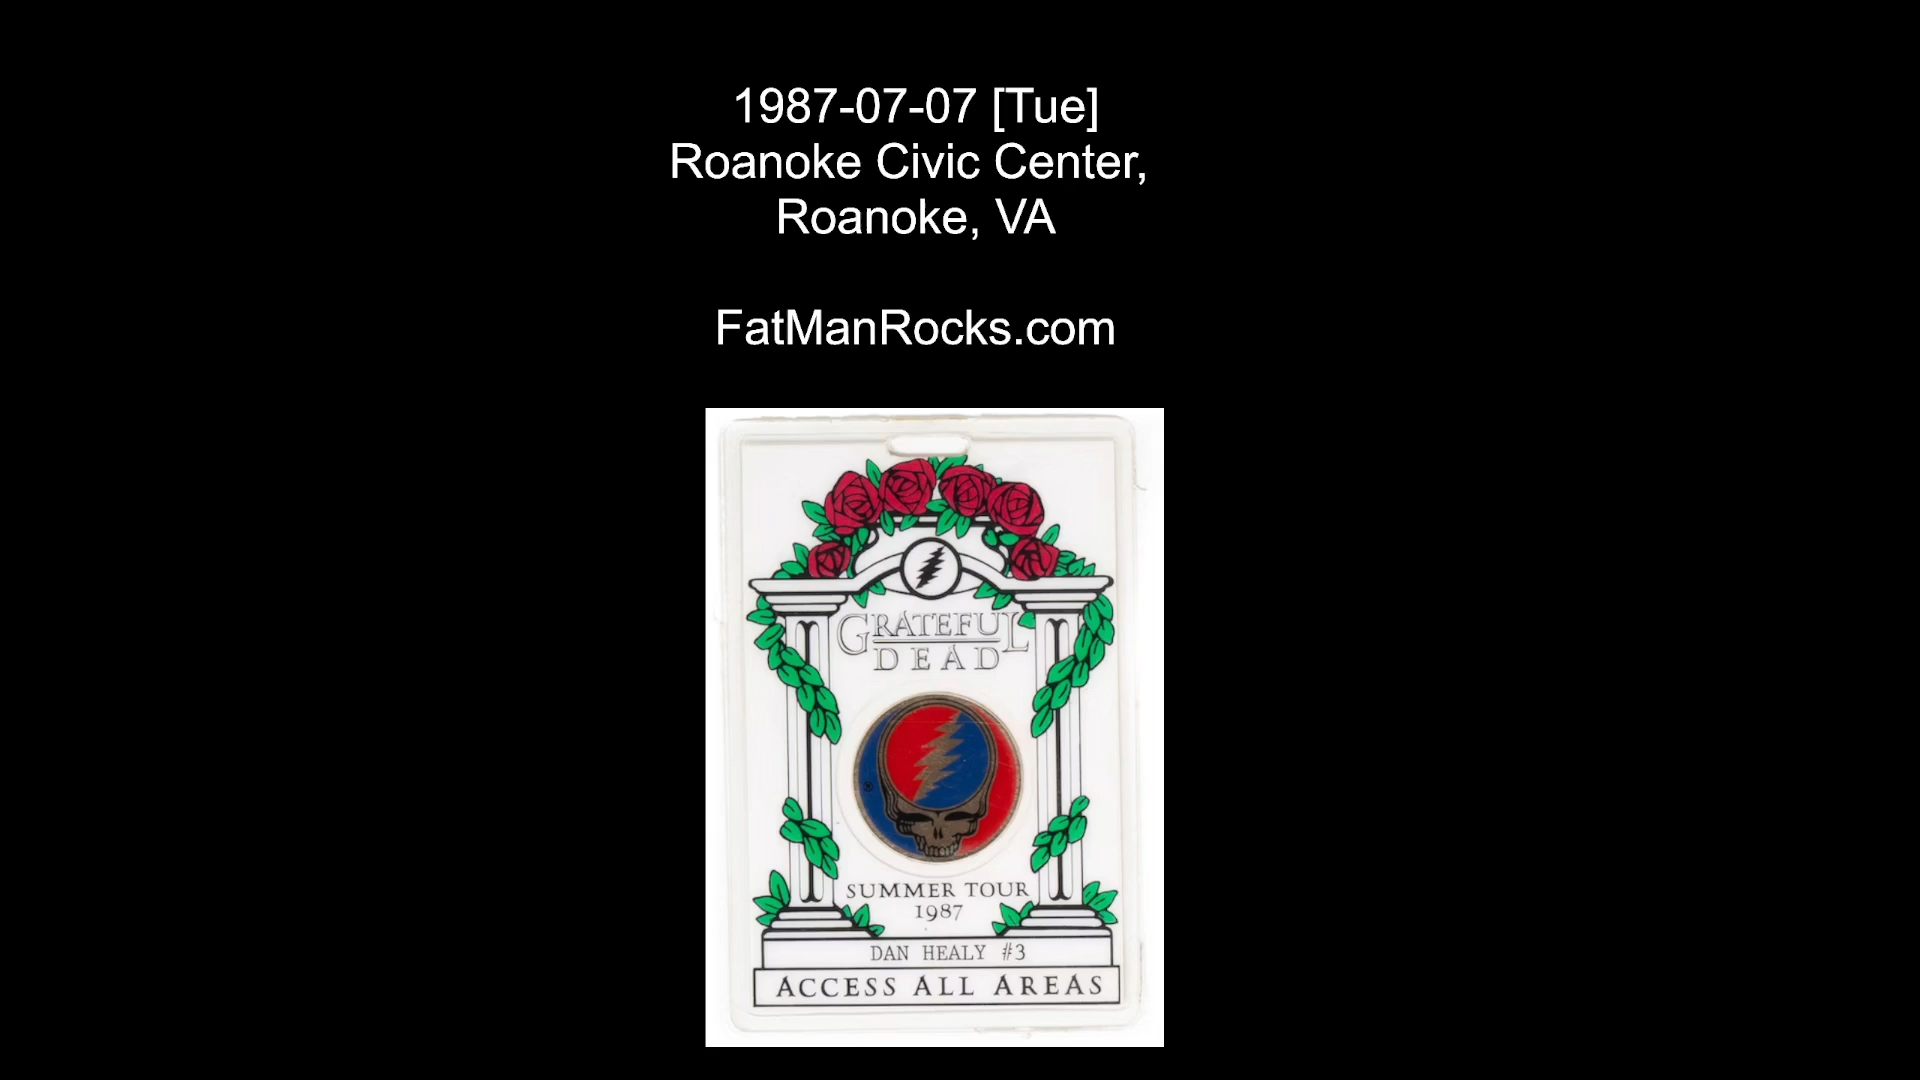 1987-07-07 [Tue]
Roanoke Civic Center,
Roanoke, VA
FatManRocks.com
GRATEFUL
DEAD
®
SUMMER TOUR
1987
DAN HEALY #3
ACCESS ALL AREAS